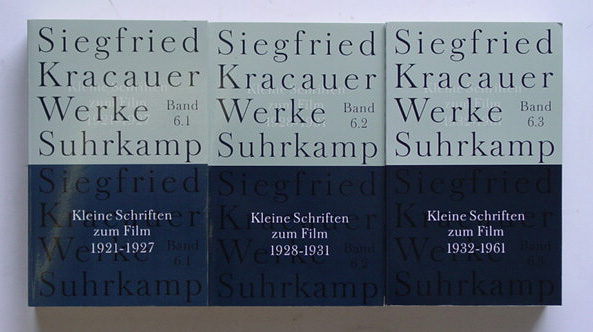 Siegfried
Kracauer
Werke Band
6.1
Suhrkamp
Kleine Schriften
zum Film
1921-1927
Siegfried
Kracauer
Werke Band
6.2
Suhrkamp
Kleine Schriften
zum Film
1928-1931
Siegfried
Kracauer
Werke Band
6.3
Suhrkamp
Kleine Schriften
zum Film
1932-1961